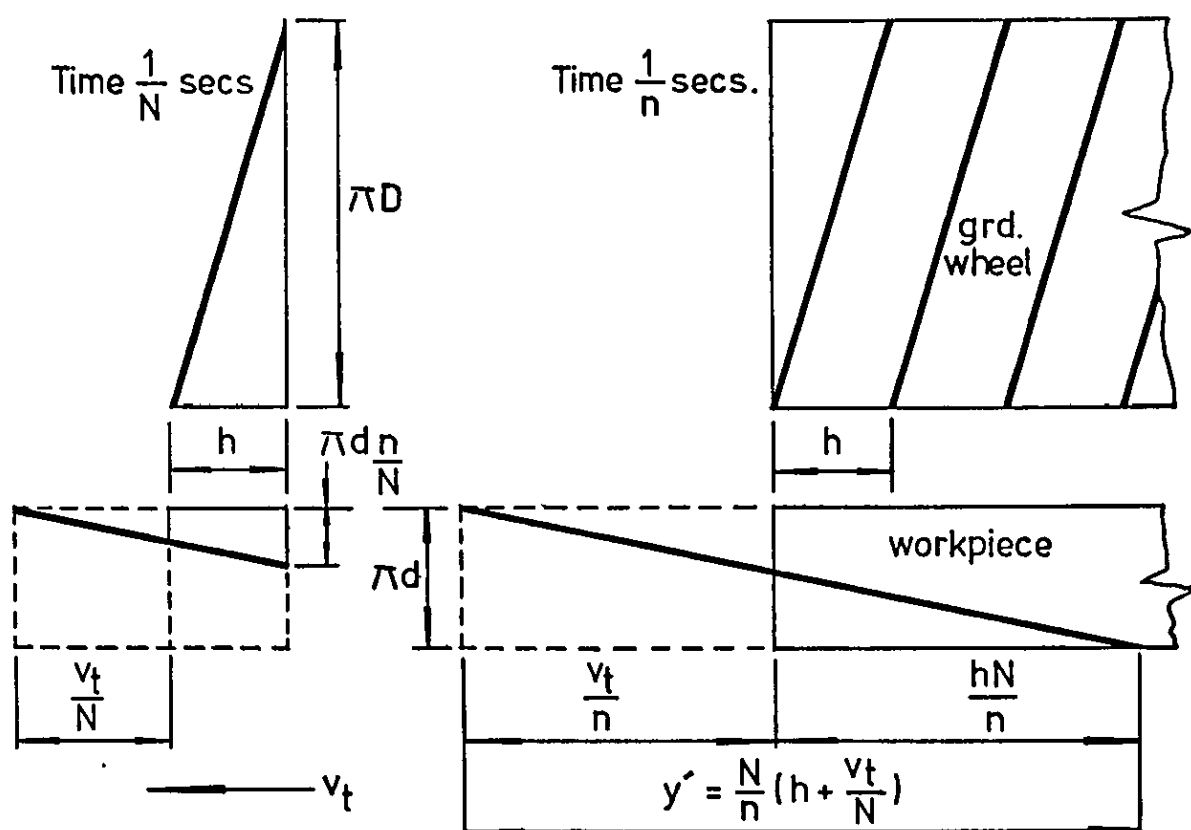 Time 1/N secs
πD
h
πd n/N
v_t/N
v_t
Time 1/n secs.
grd.
wheel
h
workpiece
πd
v_t/n
hN/n
y′ = N/n (h + v_t/N)